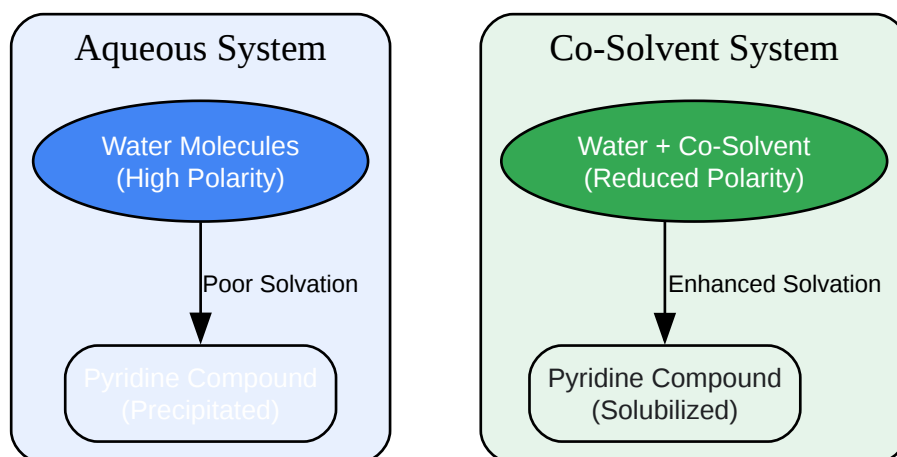 Aqueous System
Water Molecules
(High Polarity)
Poor Solvation
Pyridine Compound
(Precipitated)
Co-Solvent System
Water + Co-Solvent
(Reduced Polarity)
Enhanced Solvation
Pyridine Compound
(Solubilized)